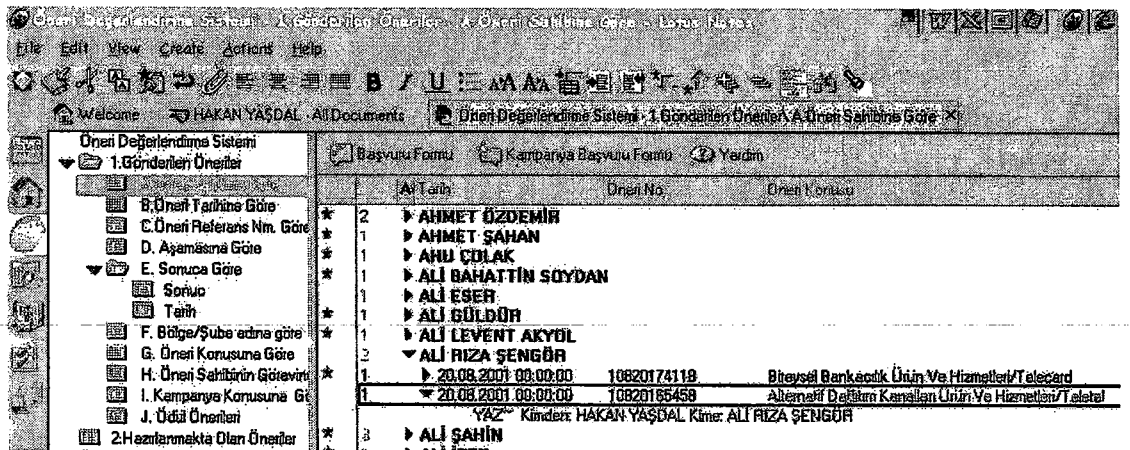 Öneri Değerlendirme Sistemi - 1.Gönderilen Öneriler \ A.Öneri Sahibine Göre - Lotus Notes
File Edit View Create Actions Help
Welcome HAKAN YAŞDAL - All Documents Öneri Değerlendirme Sistemi - 1.Gönderilen Öneriler\ A.Öneri Sahibine Göre
Öneri Değerlendirme Sistemi
Başvuru Formu Kampanya Başvuru Formu Yardım
1.Gönderilen Öneriler
Tarih Öneri No Öneri Konusu
B.Öneri Tarihine Göre
C.Öneri Referans Nm. Göre
D. Aşamasına Göre
E. Sonuca Göre
Sonuç
Tarih
F. Bölge/Şube adına göre
G. Öneri Konusuna Göre
H. Öneri Sahibinin Görevine
I. Kampanya Konusuna Gö
J. Ödül Önerileri
2.Hazırlanmakta Olan Öneriler
2 AHMET ÖZDEMİR
1 AHMET ŞAHAN
1 AHU ÇOLAK
1 ALİ BAHATTİN SOYDAN
1 ALİ ESER
1 ALİ GÜLDÜR
1 ALİ LEVENT AKYOL
2 ALİ RIZA ŞENGÖR
1 20.08.2001 00:00:00 10820174118 Bireysel Bankacılık Ürün Ve Hizmetleri/Telecard
1 20.08.2001 00:00:00 10820165458 Alternatif Dağıtım Kanalları Ürün Ve Hizmetleri/Teletel
YAZ~ Kimden: HAKAN YAŞDAL Kime: ALİ RIZA ŞENGÖR
3 ALİ ŞAHİN